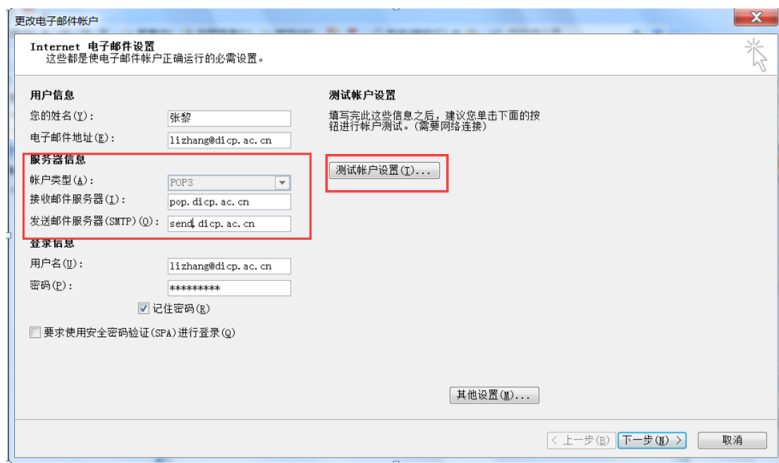 更改电子邮件帐户
Internet 电子邮件设置
这些都是使电子邮件帐户正确运行的必需设置。
用户信息
您的姓名(Y): 张黎
电子邮件地址(E): lizhang@dicp.ac.cn
服务器信息
帐户类型(A): POP3
接收邮件服务器(I): pop.dicp.ac.cn
发送邮件服务器(SMTP)(O): send.dicp.ac.cn
登录信息
用户名(U): lizhang@dicp.ac.cn
密码(P): *********
记住密码(R)
要求使用安全密码验证(SPA)进行登录(Q)
测试帐户设置
填写完此这些信息之后，建议您单击下面的按
钮进行帐户测试。(需要网络连接)
测试帐户设置(T)...
其他设置(M)...
< 上一步(B) 下一步(N) > 取消